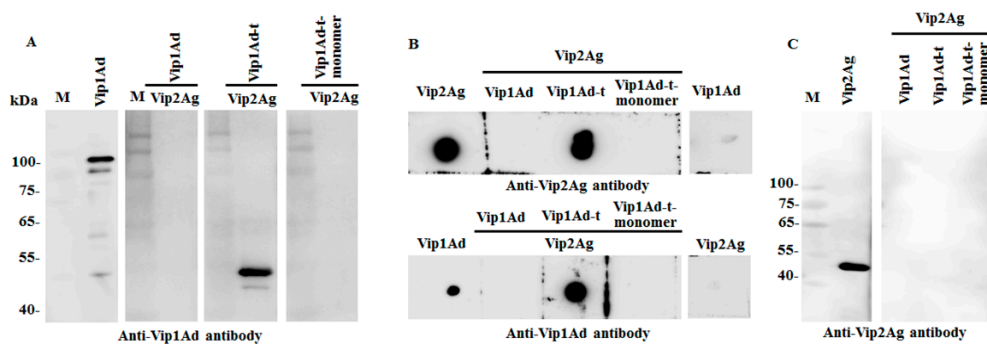 A
Vip1Ad
Vip1Ad
Vip1Ad-t
Vip1Ad-t-
monomer
kDa
M
M
Vip2Ag
Vip2Ag
Vip2Ag
100-
75-
65-
55-
40-
Anti-Vip1Ad antibody
B
Vip2Ag
Vip2Ag
Vip1Ad
Vip1Ad-t
Vip1Ad-t-
monomer
Vip1Ad
Anti-Vip2Ag antibody
Vip1Ad
Vip1Ad-t
Vip1Ad-t-
monomer
Vip1Ad
Vip2Ag
Vip2Ag
Anti-Vip1Ad antibody
C
Vip2Ag
M
Vip2Ag
Vip1Ad
Vip1Ad-t
Vip1Ad-t-
monomer
100-
75-
65-
55-
40-
Anti-Vip2Ag antibody